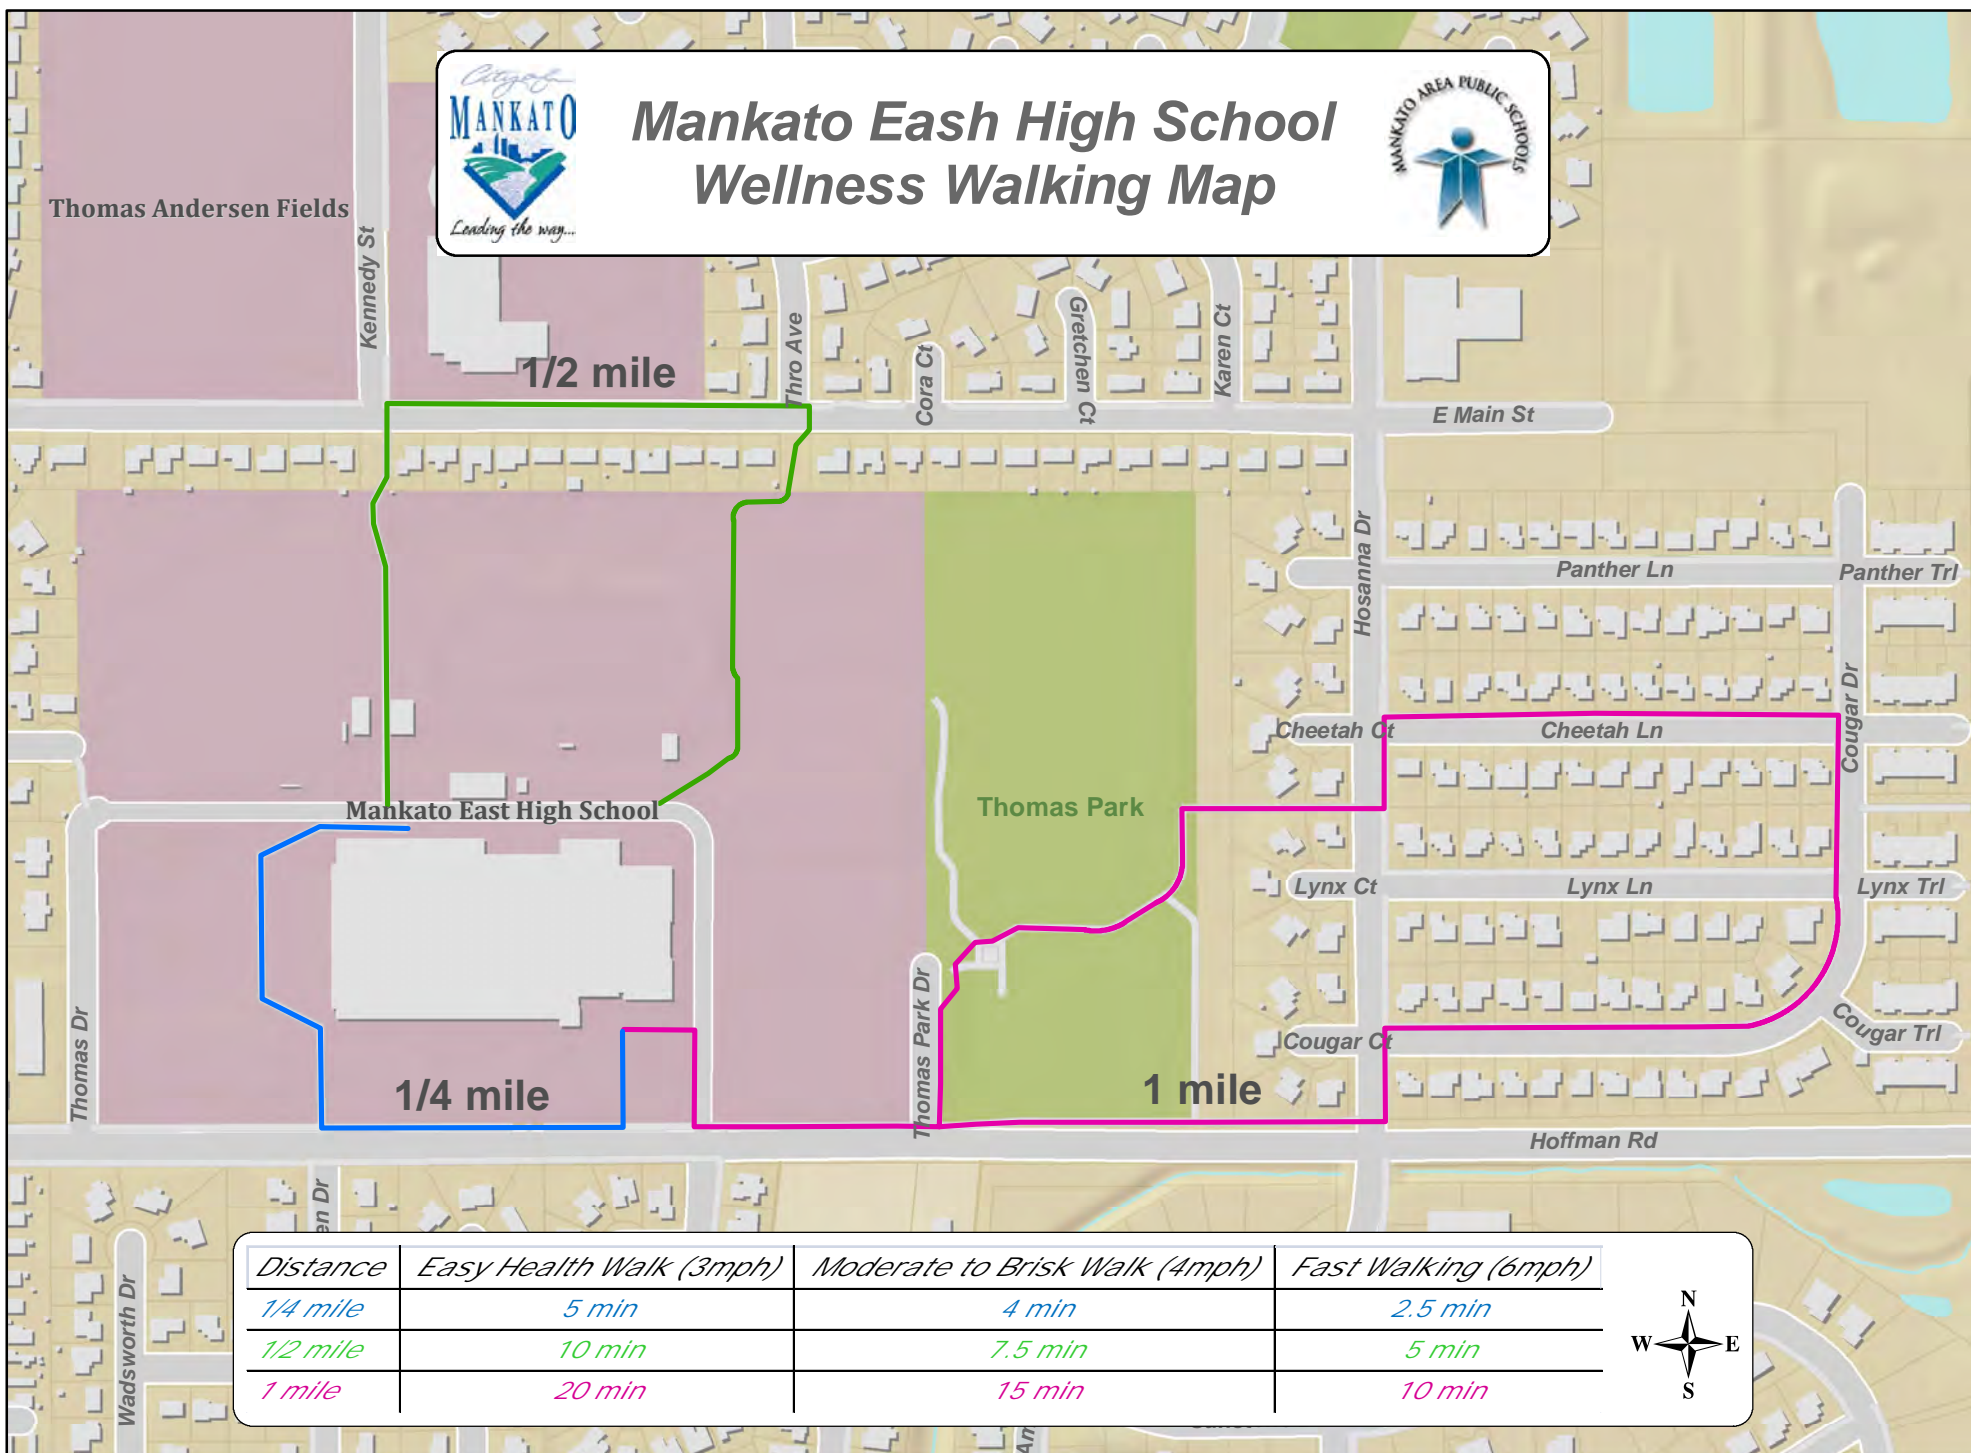 City of
MANKATO
Leading the way...
Mankato Eash High School
Wellness Walking Map
MANKATO AREA PUBLIC SCHOOLS
Thomas Andersen Fields
Kennedy St
1/2 mile
Thro Ave
Cora Ct
Gretchen Ct
Karen Ct
E Main St
Hosanna Dr
Panther Ln
Panther Trl
Cougar Dr
Cheetah Ct
Cheetah Ln
Mankato East High School
Thomas Park
Lynx Ct
Lynx Ln
Lynx Trl
Thomas Dr
Thomas Park Dr
Cougar Ct
Cougar Trl
1/4 mile
1 mile
Hoffman Rd
en Dr
Wadsworth Dr
Distance Easy Health Walk (3mph) Moderate to Brisk Walk (4mph) Fast Walking (6mph)
1/4 mile 5 min 4 min 2.5 min
1/2 mile 10 min 7.5 min 5 min
1 mile 20 min 15 min 10 min
N
W E
S